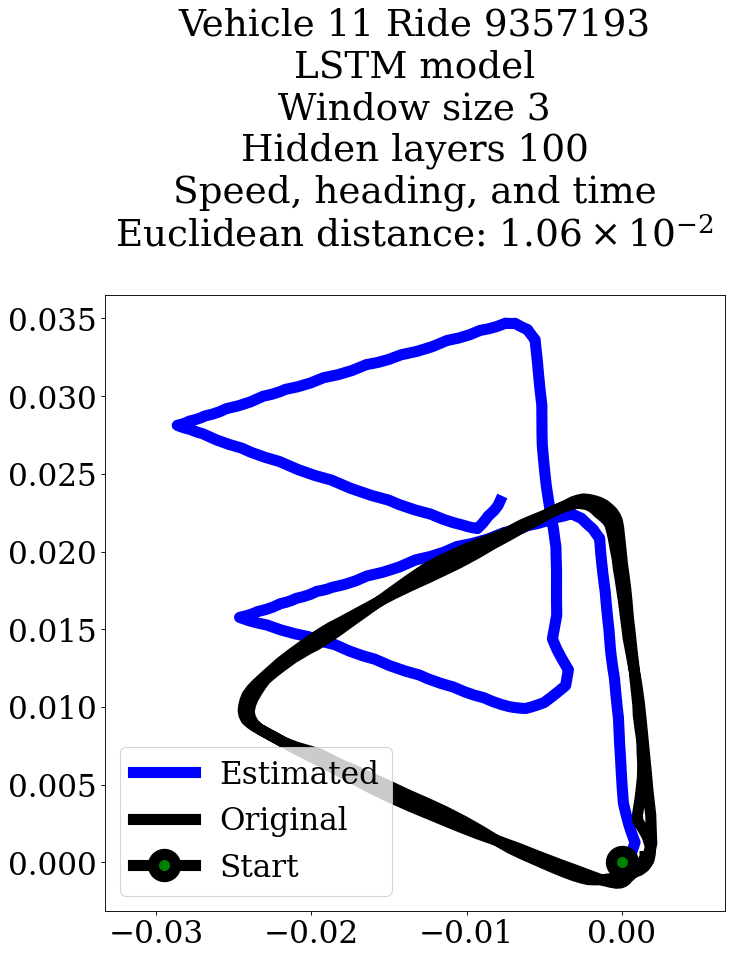 Vehicle 11 Ride 9357193
LSTM model
Window size 3
Hidden layers 100
Speed, heading, and time
Euclidean distance: 1.06 × 10⁻²
0.035
0.030
0.025
0.020
0.015
0.010
0.005
0.000
Estimated
Original
Start
−0.03 −0.02 −0.01 0.00